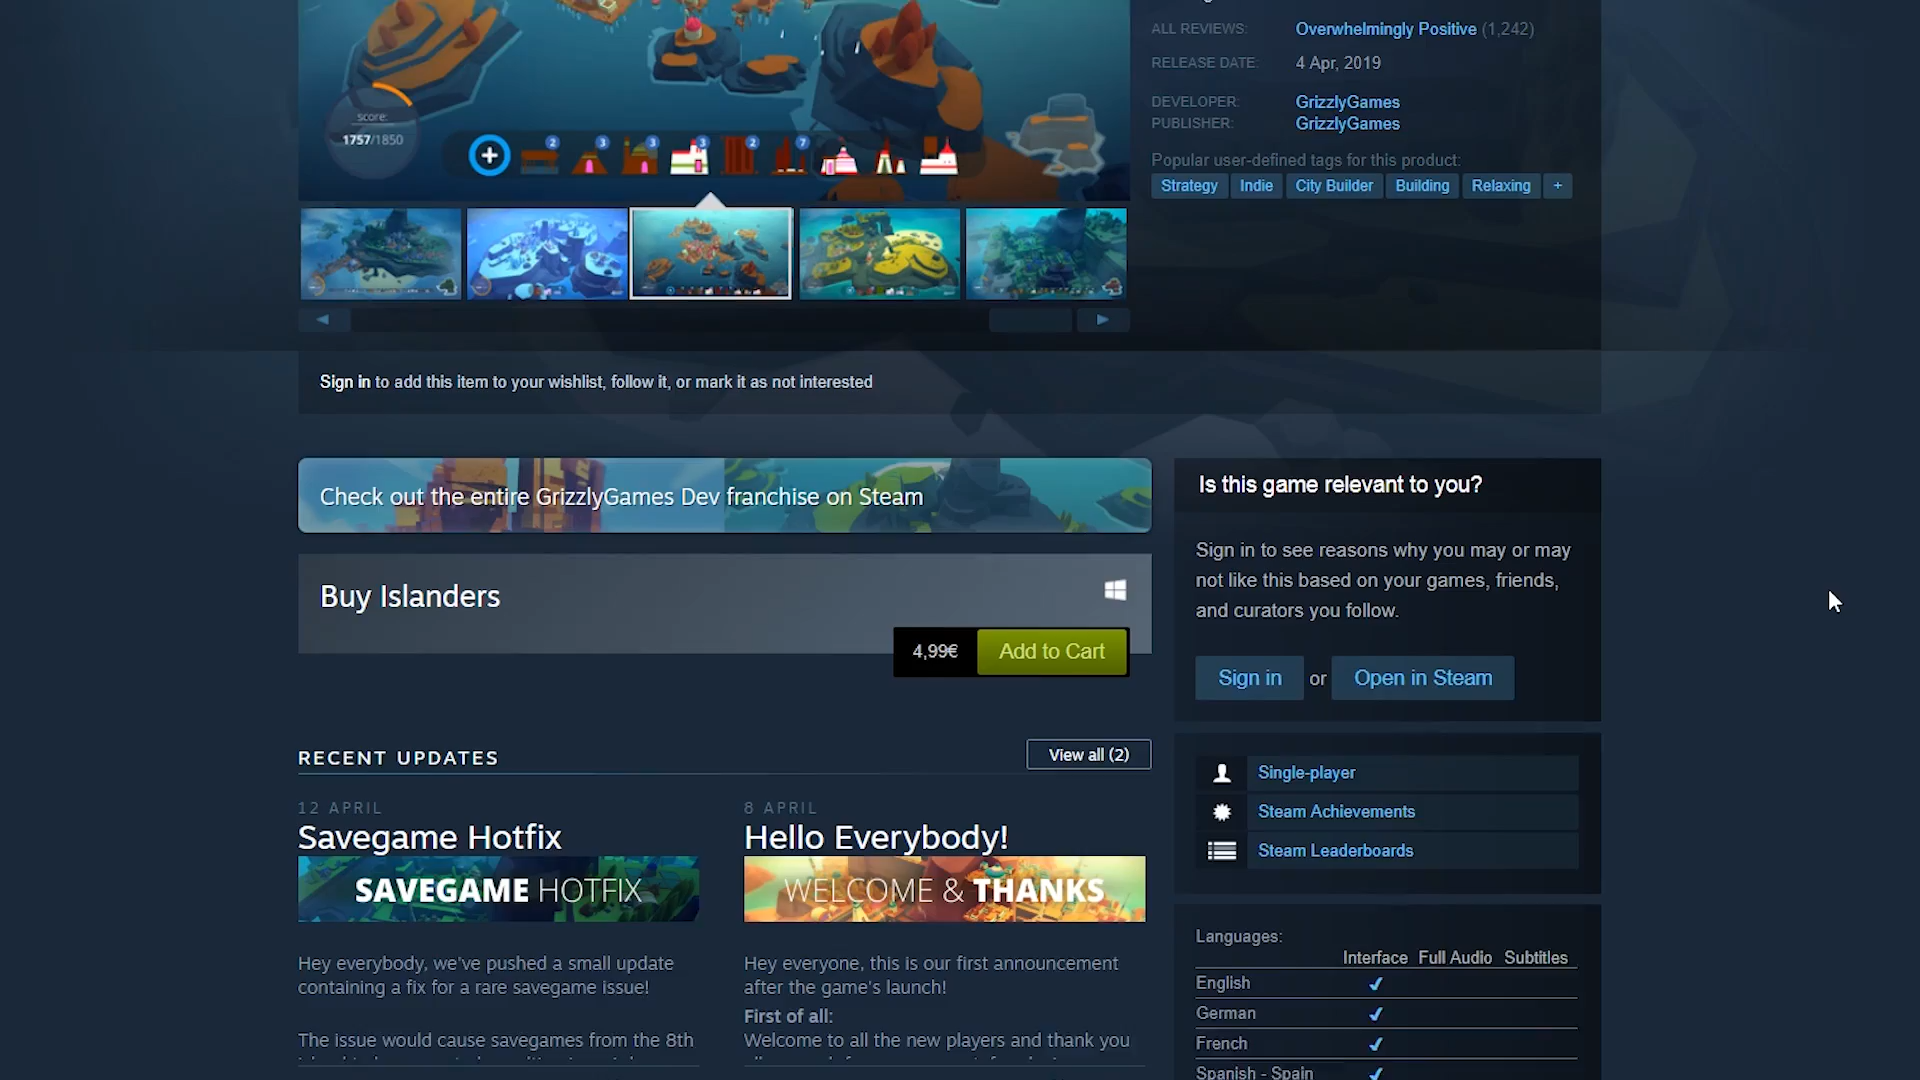 ALL REVIEWS: Overwhelmingly Positive (1,242)
RELEASE DATE: 4 Apr, 2019
DEVELOPER: GrizzlyGames
PUBLISHER: GrizzlyGames
Popular user-defined tags for this product:
Strategy Indie City Builder Building Relaxing +
score:
1757/1850
2 3 3 3 2 7
Sign in to add this item to your wishlist, follow it, or mark it as not interested
Check out the entire GrizzlyGames Dev franchise on Steam
Buy Islanders
4,99€ Add to Cart
Is this game relevant to you?
Sign in to see reasons why you may or may
not like this based on your games, friends,
and curators you follow.
Sign in or Open in Steam
RECENT UPDATES View all (2)
12 APRIL
Savegame Hotfix
SAVEGAME HOTFIX
Hey everybody, we've pushed a small update
containing a fix for a rare savegame issue!
The issue would cause savegames from the 8th
8 APRIL
Hello Everybody!
WELCOME & THANKS
Hey everyone, this is our first announcement
after the game's launch!
First of all:
Welcome to all the new players and thank you
Single-player
Steam Achievements
Steam Leaderboards
Languages:
Interface Full Audio Subtitles
English ✓
German ✓
French ✓
Spanish - Spain ✓